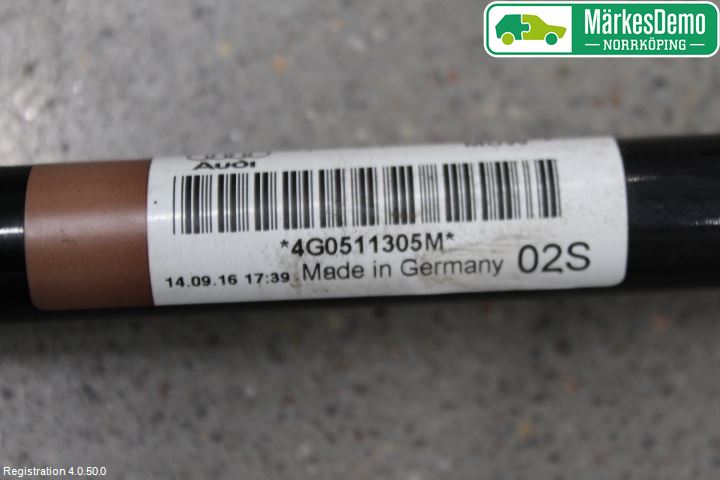 MärkesDemo
NORRKÖPING
Audi
*4G0511305M*
14.09.16 17:39 Made in Germany 02S
Registration 4.0.50.0